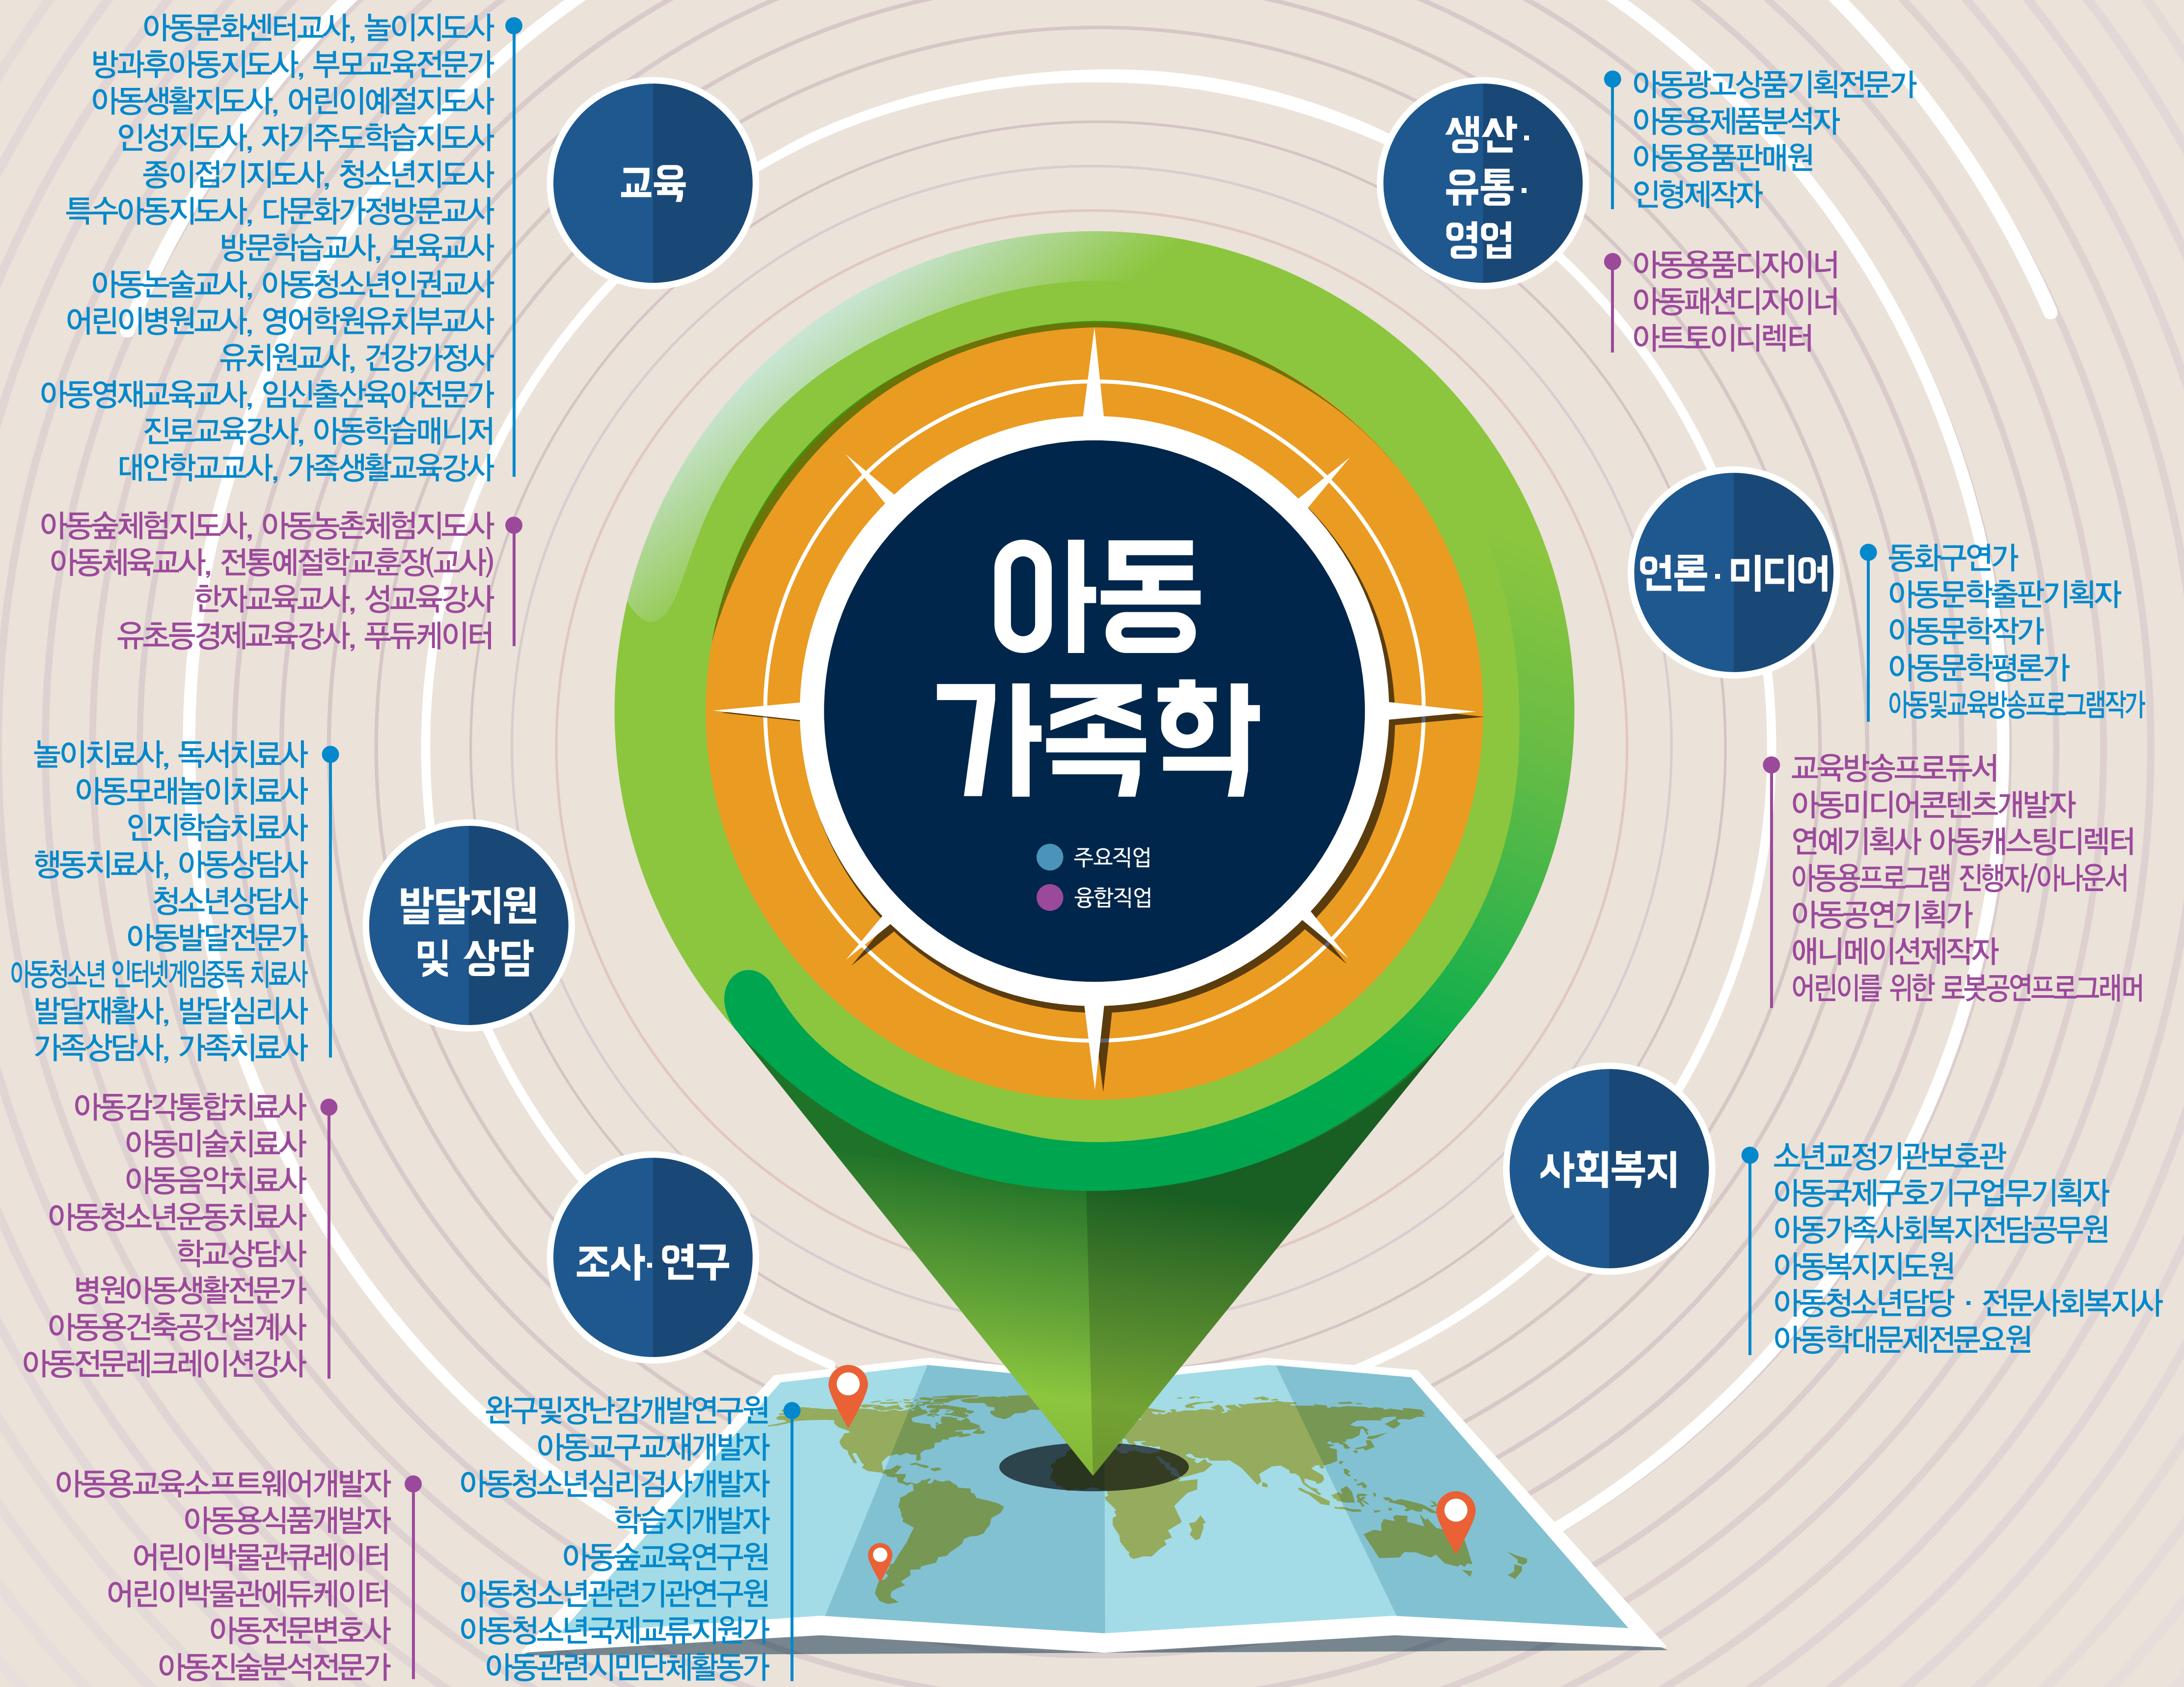 아동
가족학
주요직업
융합직업
교육
아동문화센터교사, 놀이지도사
방과후아동지도사, 부모교육전문가
아동생활지도사, 어린이예절지도사
인성지도사, 자기주도학습지도사
종이접기지도사, 청소년지도사
특수아동지도사, 다문화가정방문교사
방문학습교사, 보육교사
아동논술교사, 아동청소년인권교사
어린이병원교사, 영어학원유치부교사
유치원교사, 건강가정사
아동영재교육교사, 임신출산육아전문가
진로교육강사, 아동학습매니저
대안학교교사, 가족생활교육강사
아동숲체험지도사, 아동농촌체험지도사
아동체육교사, 전통예절학교훈장(교사)
한자교육교사, 성교육강사
유초등경제교육강사, 푸듀케이터
생산·
유통·
영업
아동광고상품기획전문가
아동용제품분석자
아동용품판매원
인형제작자
아동용품디자이너
아동패션디자이너
아트토이디렉터
언론·미디어
동화구연가
아동문학출판기획자
아동문학작가
아동문학평론가
아동및교육방송프로그램작가
교육방송프로듀서
아동미디어콘텐츠개발자
연예기획사 아동캐스팅디렉터
아동용프로그램 진행자/아나운서
아동공연기획가
애니메이션제작자
어린이를 위한 로봇공연프로그래머
발달지원
및 상담
놀이치료사, 독서치료사
아동모래놀이치료사
인지학습치료사
행동치료사, 아동상담사
청소년상담사
아동발달전문가
아동청소년 인터넷게임중독 치료사
발달재활사, 발달심리사
가족상담사, 가족치료사
아동감각통합치료사
아동미술치료사
아동음악치료사
아동청소년운동치료사
학교상담사
병원아동생활전문가
아동용건축공간설계사
아동전문레크레이션강사
사회복지
소년교정기관보호관
아동국제구호기구업무기획자
아동가족사회복지전담공무원
아동복지지도원
아동청소년담당 · 전문사회복지사
아동학대문제전문요원
조사·연구
완구및장난감개발연구원
아동교구교재개발자
아동청소년심리검사개발자
학습지개발자
아동숲교육연구원
아동청소년관련기관연구원
아동청소년국제교류지원가
아동관련시민단체활동가
아동용교육소프트웨어개발자
아동용식품개발자
어린이박물관큐레이터
어린이박물관에듀케이터
아동전문변호사
아동진술분석전문가